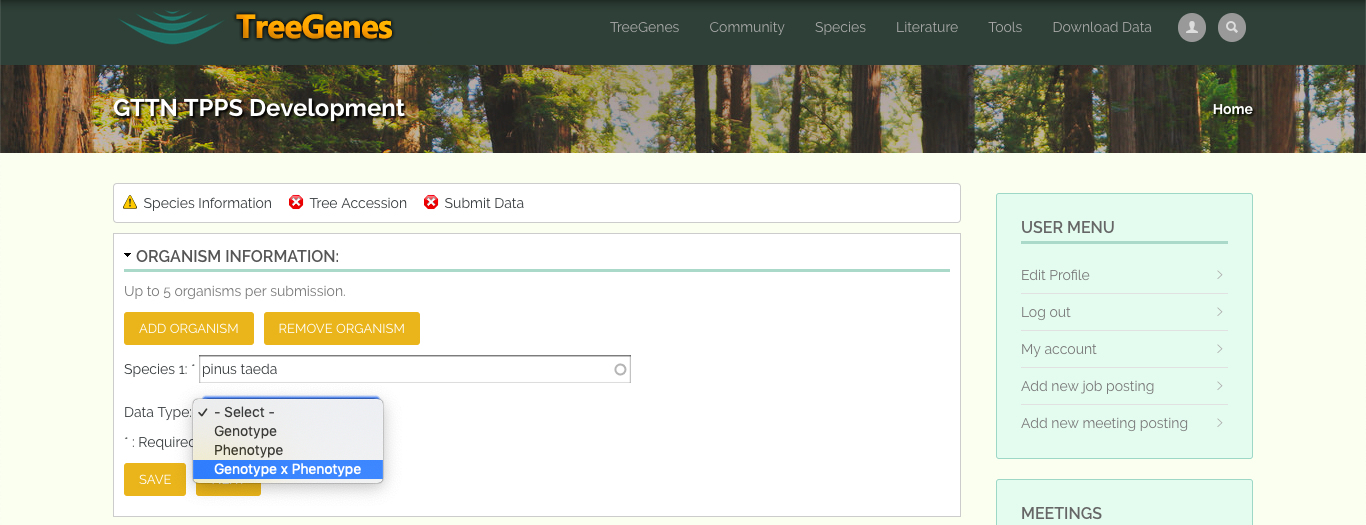 TreeGenes
TreeGenes Community Species Literature Tools Download Data
GTTN TPPS Development
Home
Species Information Tree Accession Submit Data
ORGANISM INFORMATION:
Up to 5 organisms per submission.
ADD ORGANISM REMOVE ORGANISM
Species 1: * pinus taeda
Data Type:
✓ - Select -
Genotype
Phenotype
Genotype x Phenotype
* : Required
SAVE
USER MENU
Edit Profile
Log out
My account
Add new job posting
Add new meeting posting
MEETINGS